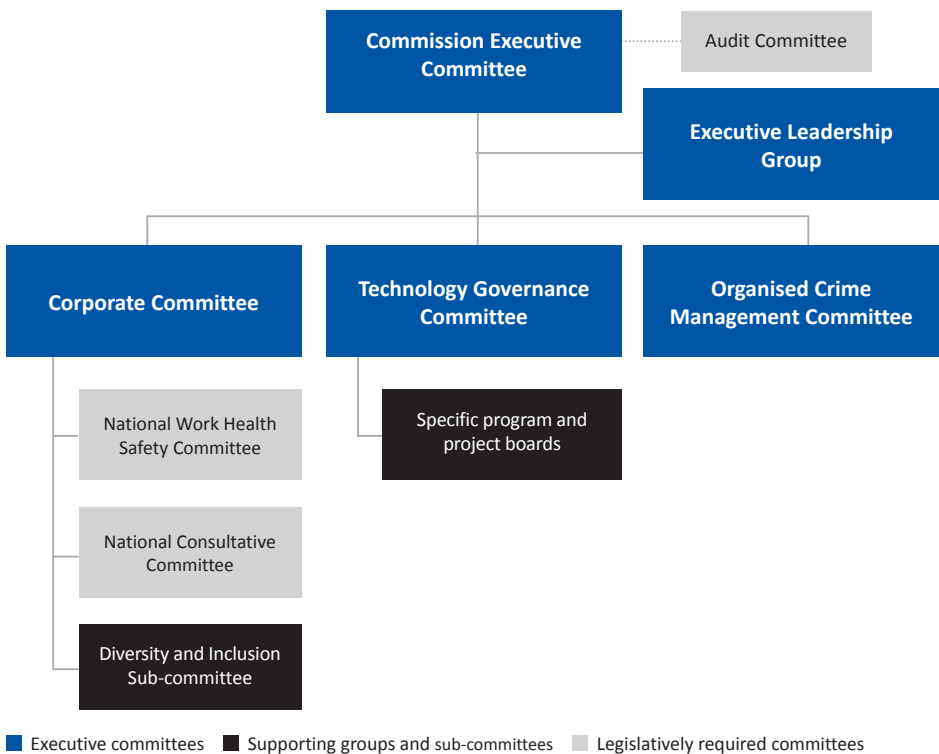 Commission Executive
Committee
Audit Committee
Executive Leadership
Group
Corporate Committee
Technology Governance
Committee
Organised Crime
Management Committee
National Work Health
Safety Committee
Specific program and
project boards
National Consultative
Committee
Diversity and Inclusion
Sub-committee
Executive committees Supporting groups and sub-committees Legislatively required committees